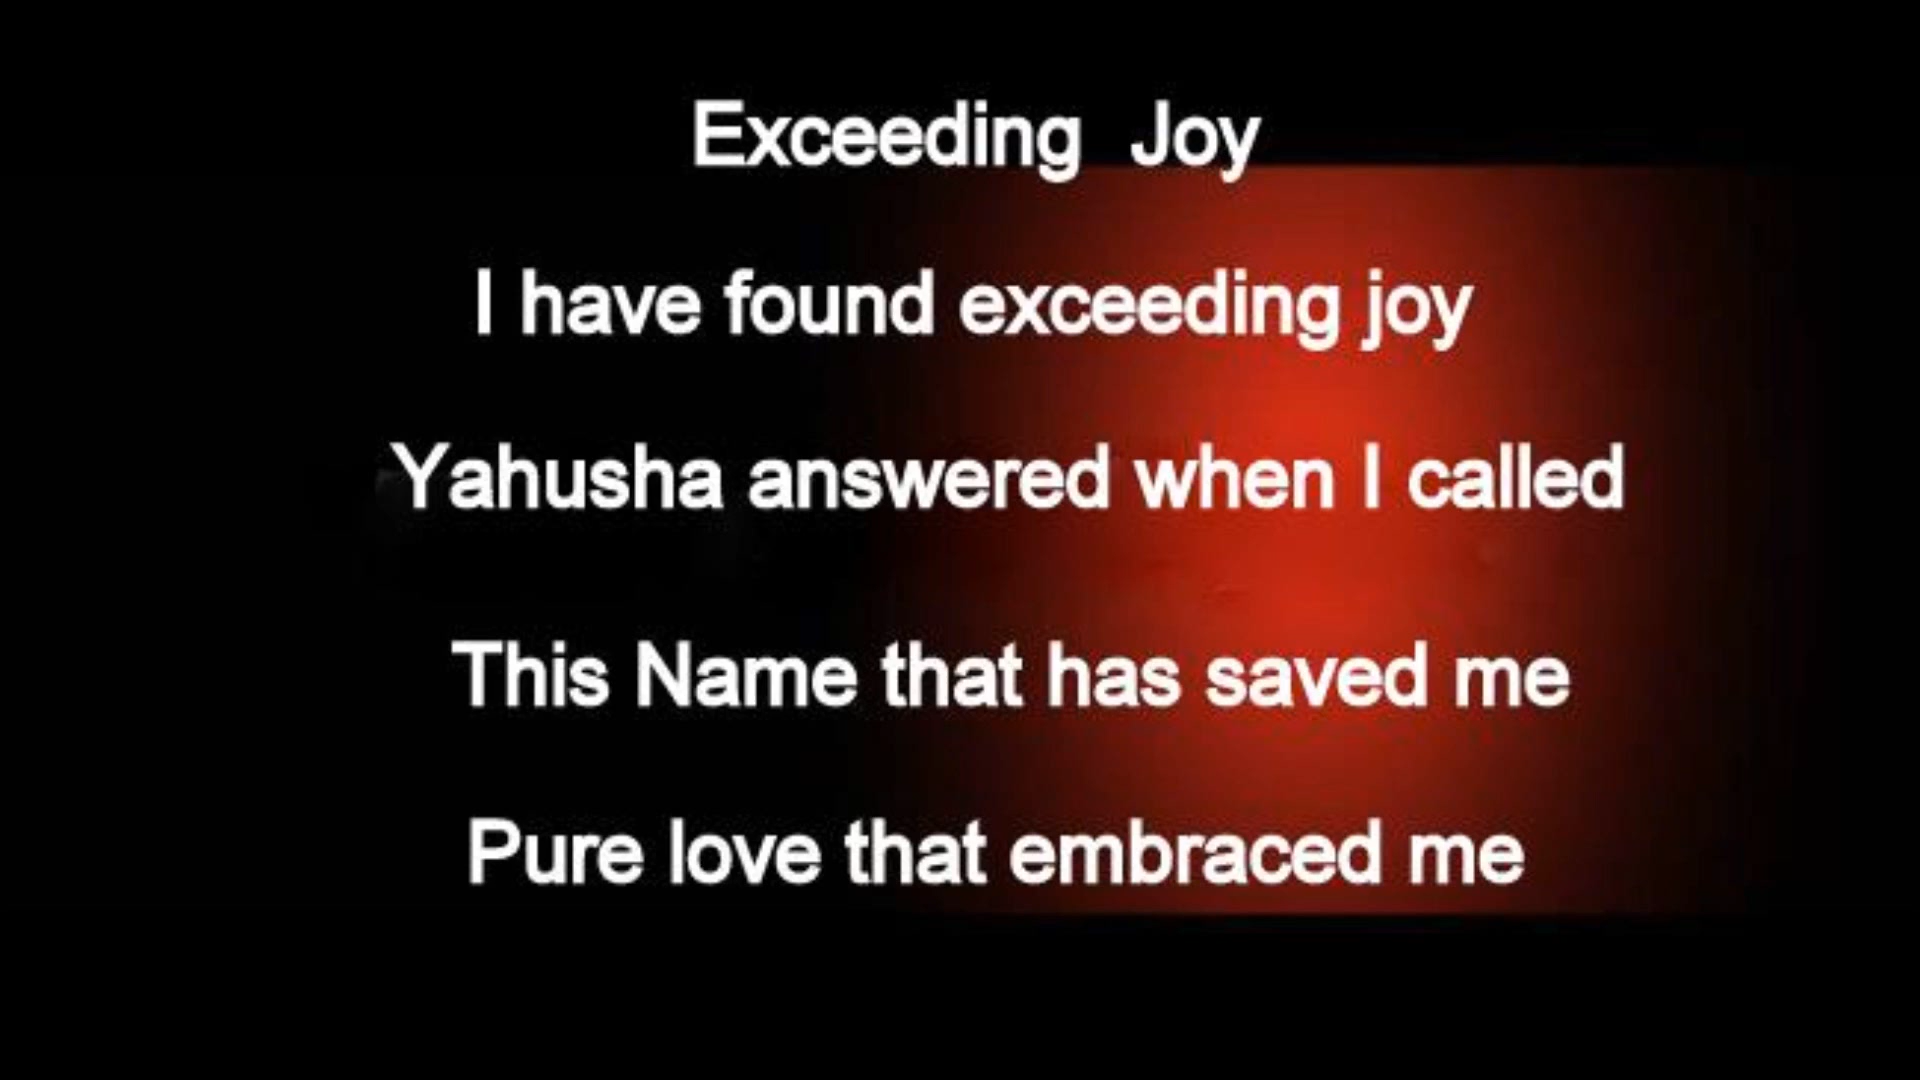 Exceeding Joy
I have found exceeding joy
Yahusha answered when I called
This Name that has saved me
Pure love that embraced me